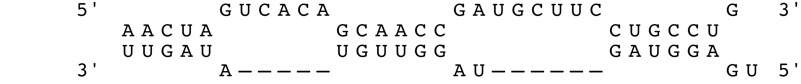 5' GUCACA GAUGCUUC G 3'
AACUA GCAACC CUGCCU
UUGAU UGUUGG GAUGGA
3' A----- AU------ GU 5'